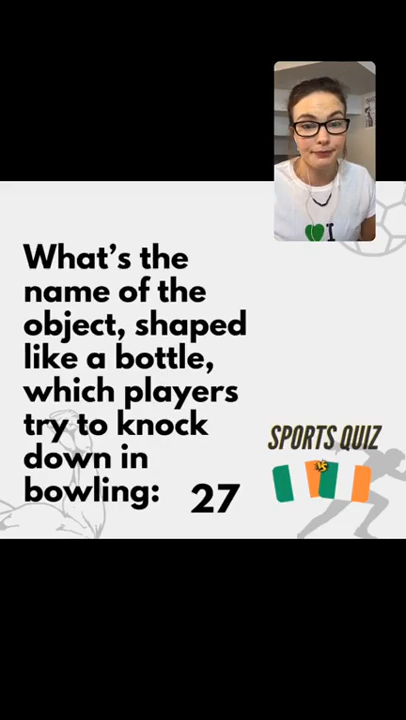 I
What's the
name of the
object, shaped
like a bottle,
which players
try to knock
down in
bowling:
27
SPORTS QUIZ
VS